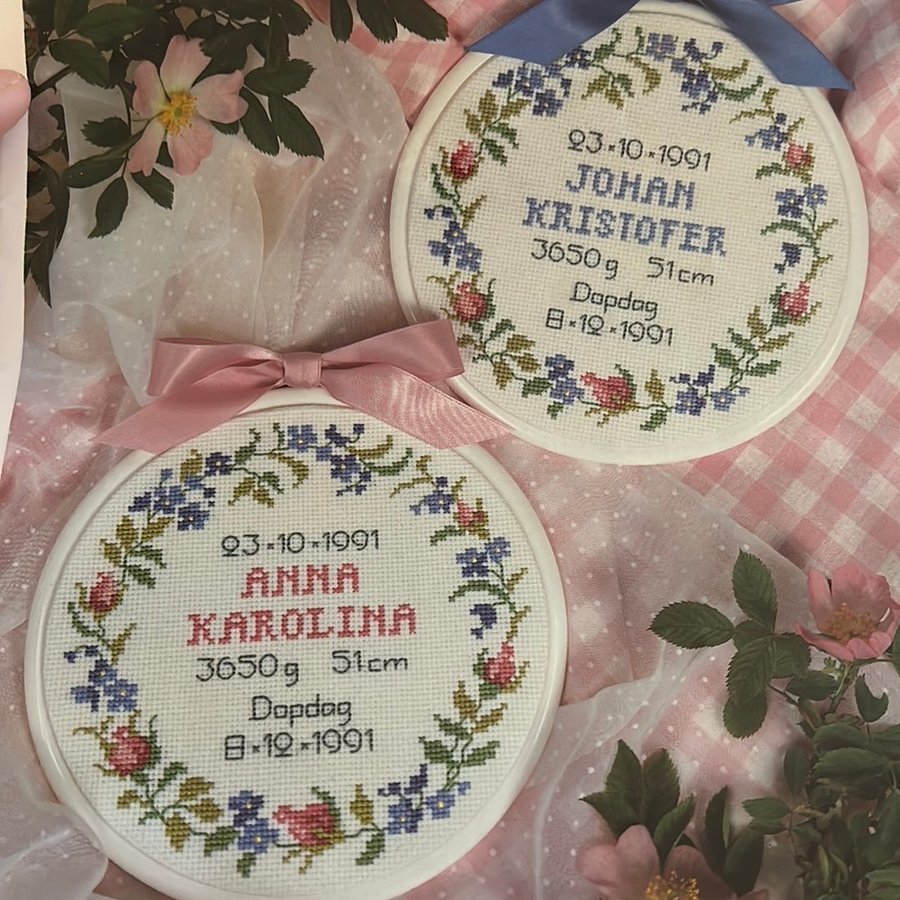 23·10·1991
JOHAN
KRISTOFER
3650g 51cm
Dopdag
8·12·1991
23·10·1991
ANNA
KAROLINA
3650g 51cm
Dopdag
8·12·1991